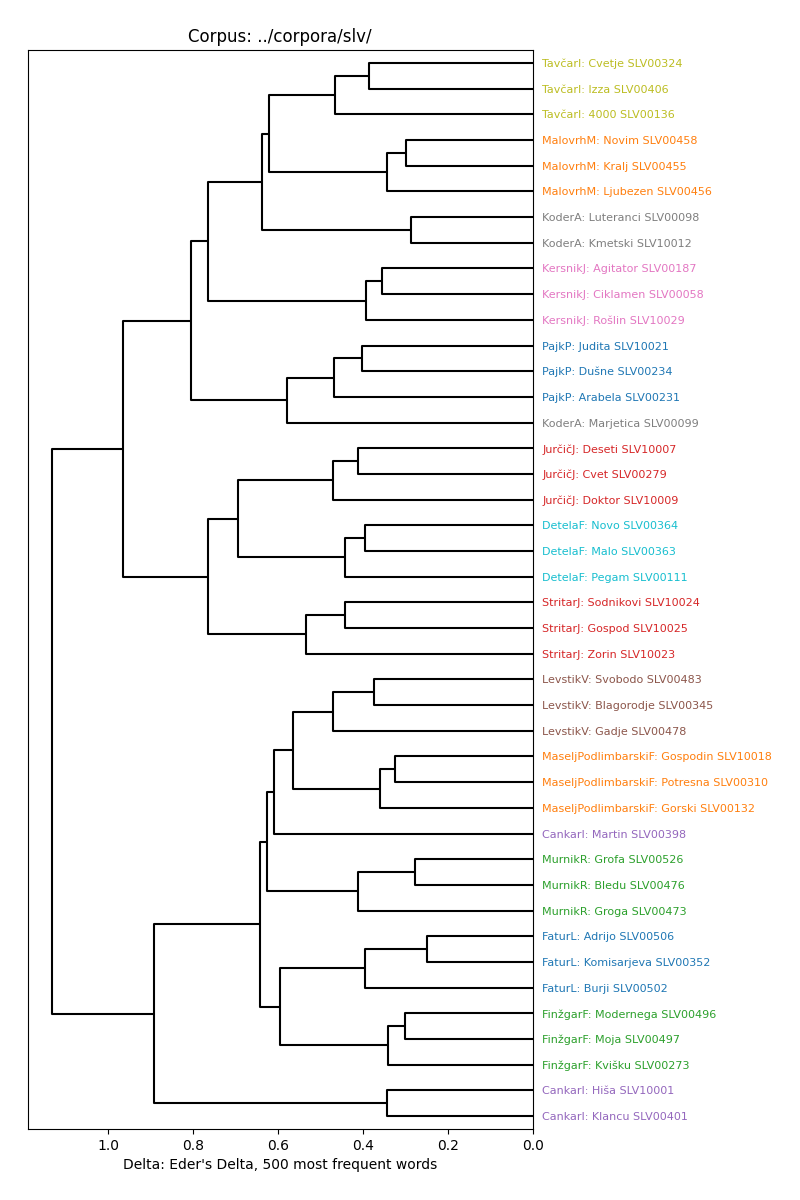 Corpus: ../corpora/slv/
TavčarI: Cvetje SLV00324
TavčarI: Izza SLV00406
TavčarI: 4000 SLV00136
MalovrhM: Novim SLV00458
MalovrhM: Kralj SLV00455
MalovrhM: Ljubezen SLV00456
KoderA: Luteranci SLV00098
KoderA: Kmetski SLV10012
KersnikJ: Agitator SLV00187
KersnikJ: Ciklamen SLV00058
KersnikJ: Rošlin SLV10029
PajkP: Judita SLV10021
PajkP: Dušne SLV00234
PajkP: Arabela SLV00231
KoderA: Marjetica SLV00099
JurčičJ: Deseti SLV10007
JurčičJ: Cvet SLV00279
JurčičJ: Doktor SLV10009
DetelaF: Novo SLV00364
DetelaF: Malo SLV00363
DetelaF: Pegam SLV00111
StritarJ: Sodnikovi SLV10024
StritarJ: Gospod SLV10025
StritarJ: Zorin SLV10023
LevstikV: Svobodo SLV00483
LevstikV: Blagorodje SLV00345
LevstikV: Gadje SLV00478
MaseljPodlimbarskiF: Gospodin SLV10018
MaseljPodlimbarskiF: Potresna SLV00310
MaseljPodlimbarskiF: Gorski SLV00132
CankarI: Martin SLV00398
MurnikR: Grofa SLV00526
MurnikR: Bledu SLV00476
MurnikR: Groga SLV00473
FaturL: Adrijo SLV00506
FaturL: Komisarjeva SLV00352
FaturL: Burji SLV00502
FinžgarF: Modernega SLV00496
FinžgarF: Moja SLV00497
FinžgarF: Kvišku SLV00273
CankarI: Hiša SLV10001
CankarI: Klancu SLV00401
1.0 0.8 0.6 0.4 0.2 0.0
Delta: Eder's Delta, 500 most frequent words